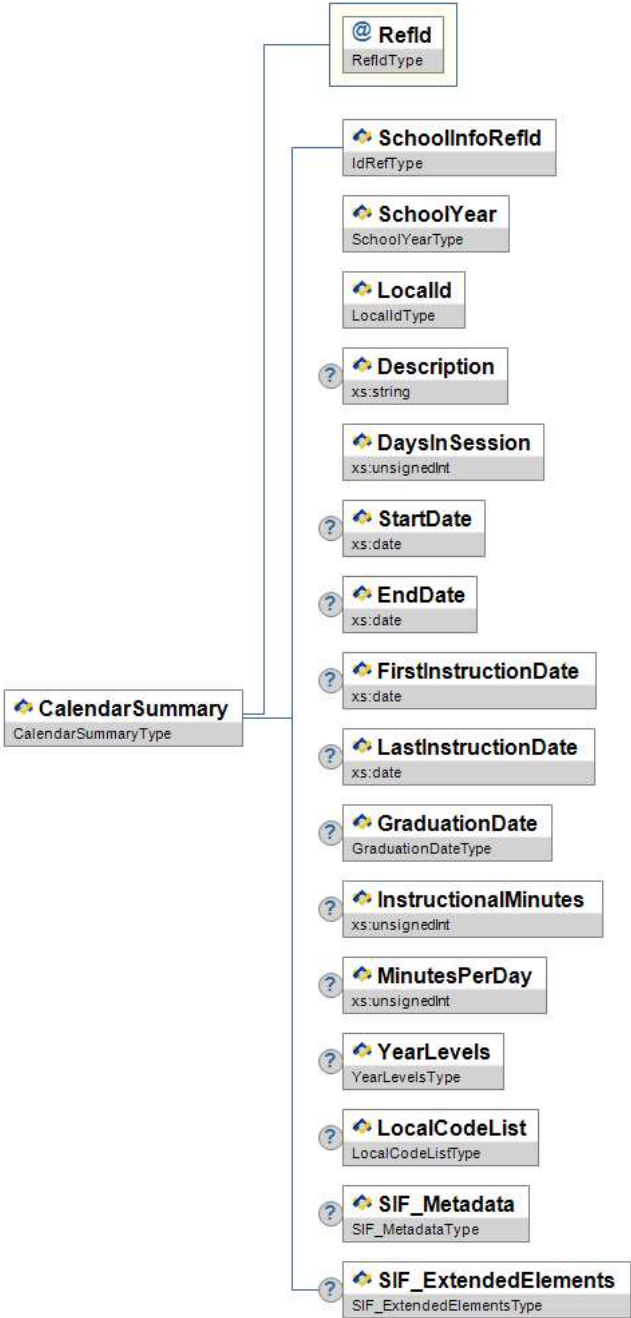 @ RefId
RefIdType
SchoolInfoRefId
IdRefType
SchoolYear
SchoolYearType
LocalId
LocalIdType
? Description
xs:string
DaysInSession
xs:unsignedInt
? StartDate
xs:date
? EndDate
xs:date
? FirstInstructionDate
xs:date
CalendarSummary
CalendarSummaryType
? LastInstructionDate
xs:date
? GraduationDate
GraduationDateType
? InstructionalMinutes
xs:unsignedInt
? MinutesPerDay
xs:unsignedInt
? YearLevels
YearLevelsType
? LocalCodeList
LocalCodeListType
? SIF_Metadata
SIF_MetadataType
? SIF_ExtendedElements
SIF_ExtendedElementsType